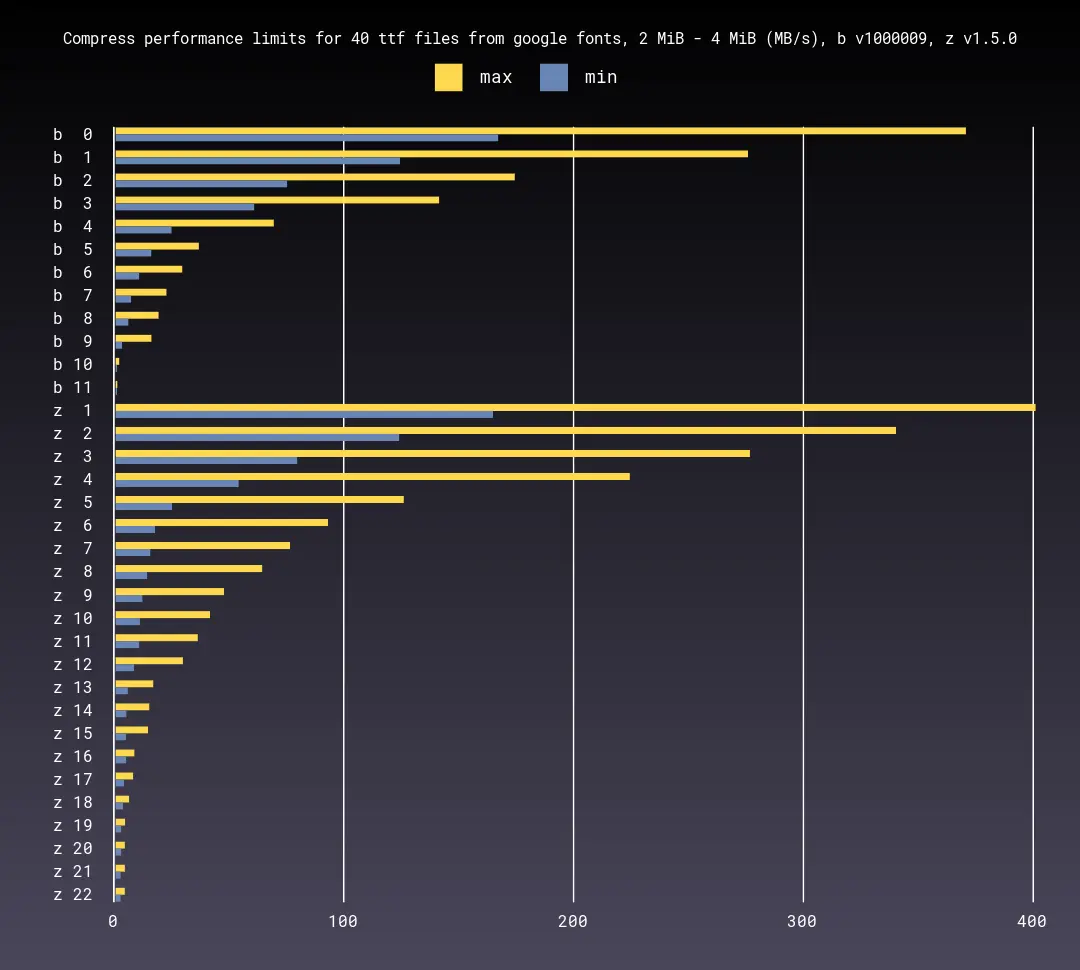 Compress performance limits for 40 ttf files from google fonts, 2 MiB - 4 MiB (MB/s), b v1000009, z v1.5.0
max min
b 0
b 1
b 2
b 3
b 4
b 5
b 6
b 7
b 8
b 9
b 10
b 11
z 1
z 2
z 3
z 4
z 5
z 6
z 7
z 8
z 9
z 10
z 11
z 12
z 13
z 14
z 15
z 16
z 17
z 18
z 19
z 20
z 21
z 22
0 100 200 300 400